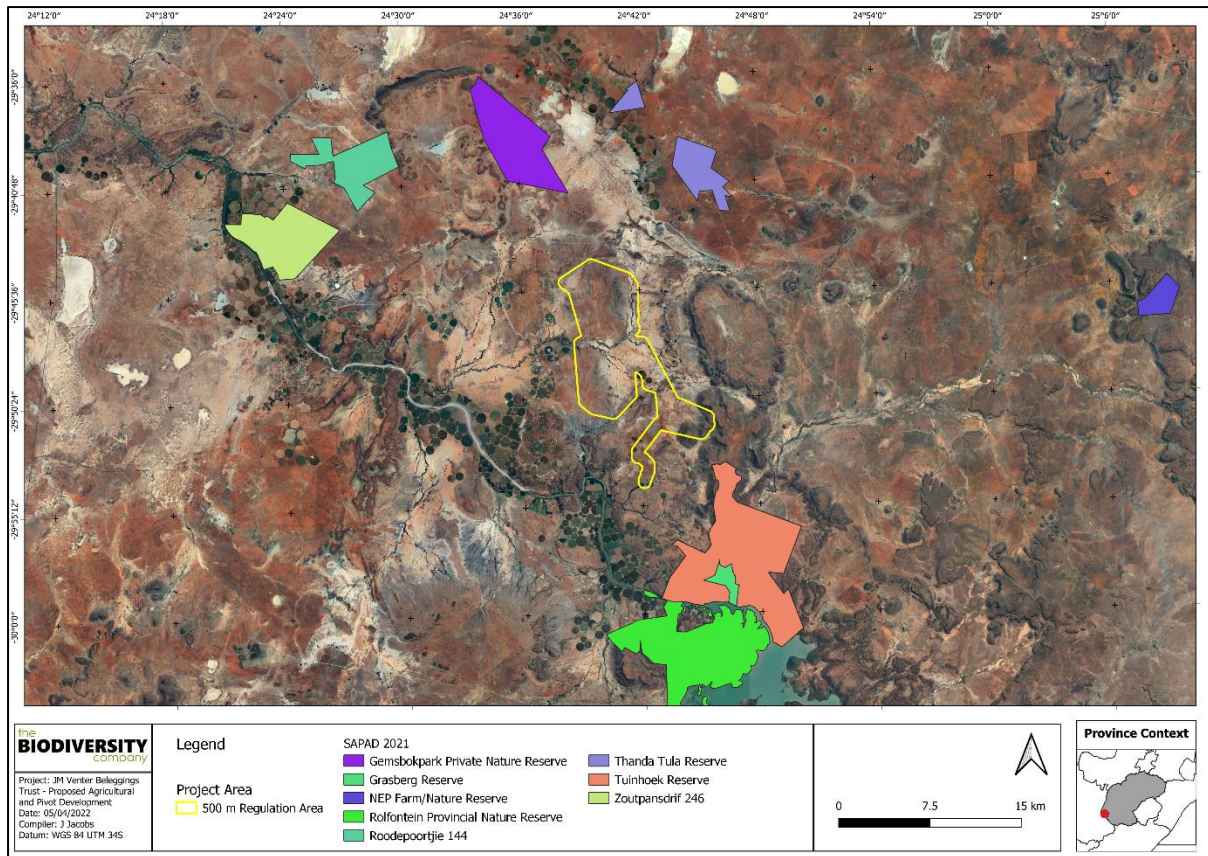 24°12'0" 24°18'0" 24°24'0" 24°30'0" 24°36'0" 24°42'0" 24°48'0" 24°54'0" 25°0'0" 25°6'0"
-29°36'0"
-29°40'48"
-29°45'36"
-29°50'24"
-29°55'12"
-30°0'0"
the
BIODIVERSITY
company
Project: JM Venter Beleggings
Trust - Proposed Agricultural
and Pivot Development
Date: 05/04/2022
Compiler: J Jacobs
Datum: WGS 84 UTM 34S
Legend
Project Area
500 m Regulation Area
SAPAD 2021
Gemsbokpark Private Nature Reserve
Grasberg Reserve
NEP Farm/Nature Reserve
Rolfontein Provincial Nature Reserve
Roodepoortjie 144
Thanda Tula Reserve
Tuinhoek Reserve
Zoutpansdrif 246
0 7.5 15 km
Province Context